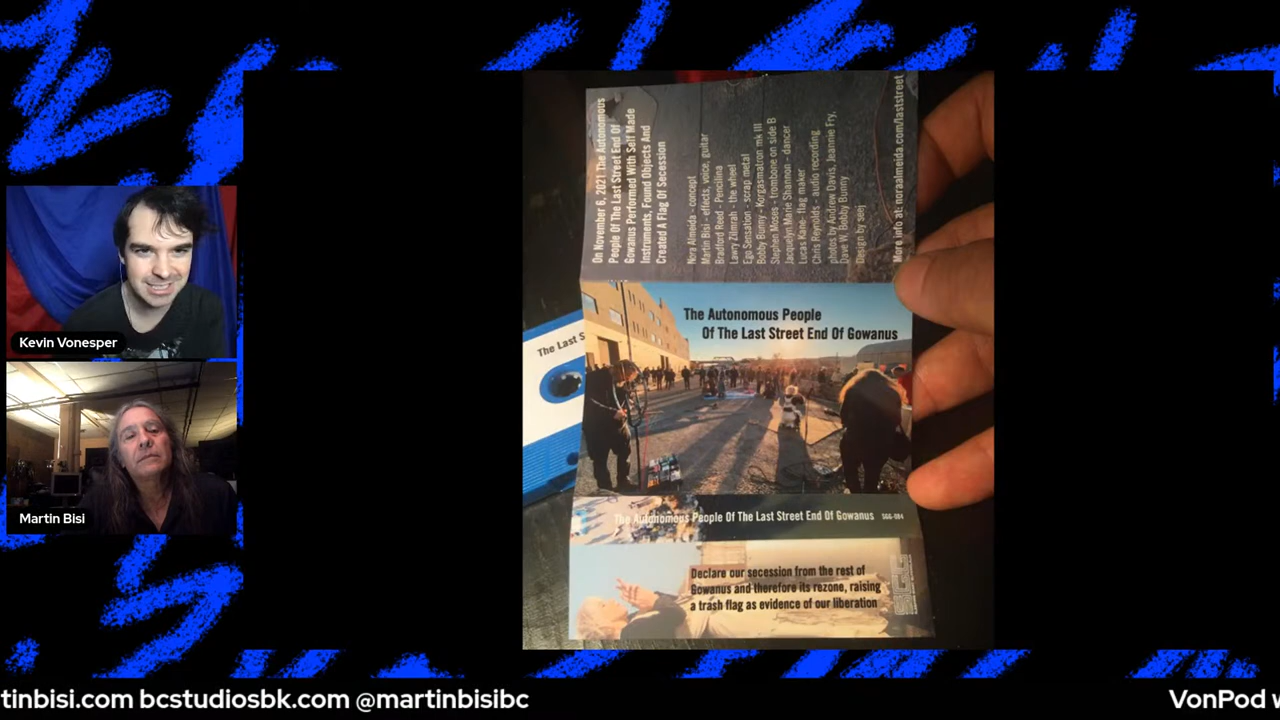 On November 6, 2021 The Autonomous
People Of The Last Street End Of
Gowanus Performed With Self Made
Instruments, Found Objects And
Created A Flag Of Secession
Nora Almeida - concept
Martin Bisi - effects, voice, guitar
Bradford Reed - Pencilina
Lawry Zilmrah - the wheel
Ego Sensation - scrap metal
Bobby Bunny - Korgasmatron mk III
Stephen Moses - trombone on side B
Jacquelyn Marie Shannon - dancer
Lucas Kane - flag maker
Chris Reynolds - audio recording
photos by Andrew Davis, Jeannie Fry,
Dave W. Bobby Bunny
Design by seej
More info at: noraalmeida.com/laststreet
The Autonomous People
Of The Last Street End Of Gowanus
The Last S
The Autonomous People Of The Last Street End Of Gowanus SGG-084
Declare our secession from the rest of
Gowanus and therefore its rezone, raising
a trash flag as evidence of our liberation
Kevin Vonesper
Martin Bisi
tinbisi.com bcstudiosbk.com @martinbisibc
VonPod w